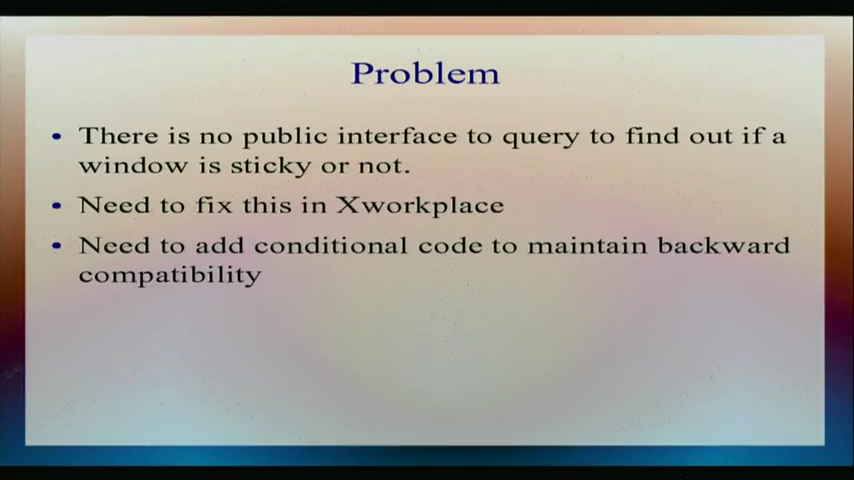 Problem
• There is no public interface to query to find out if a
window is sticky or not.
• Need to fix this in Xworkplace
• Need to add conditional code to maintain backward
compatibility